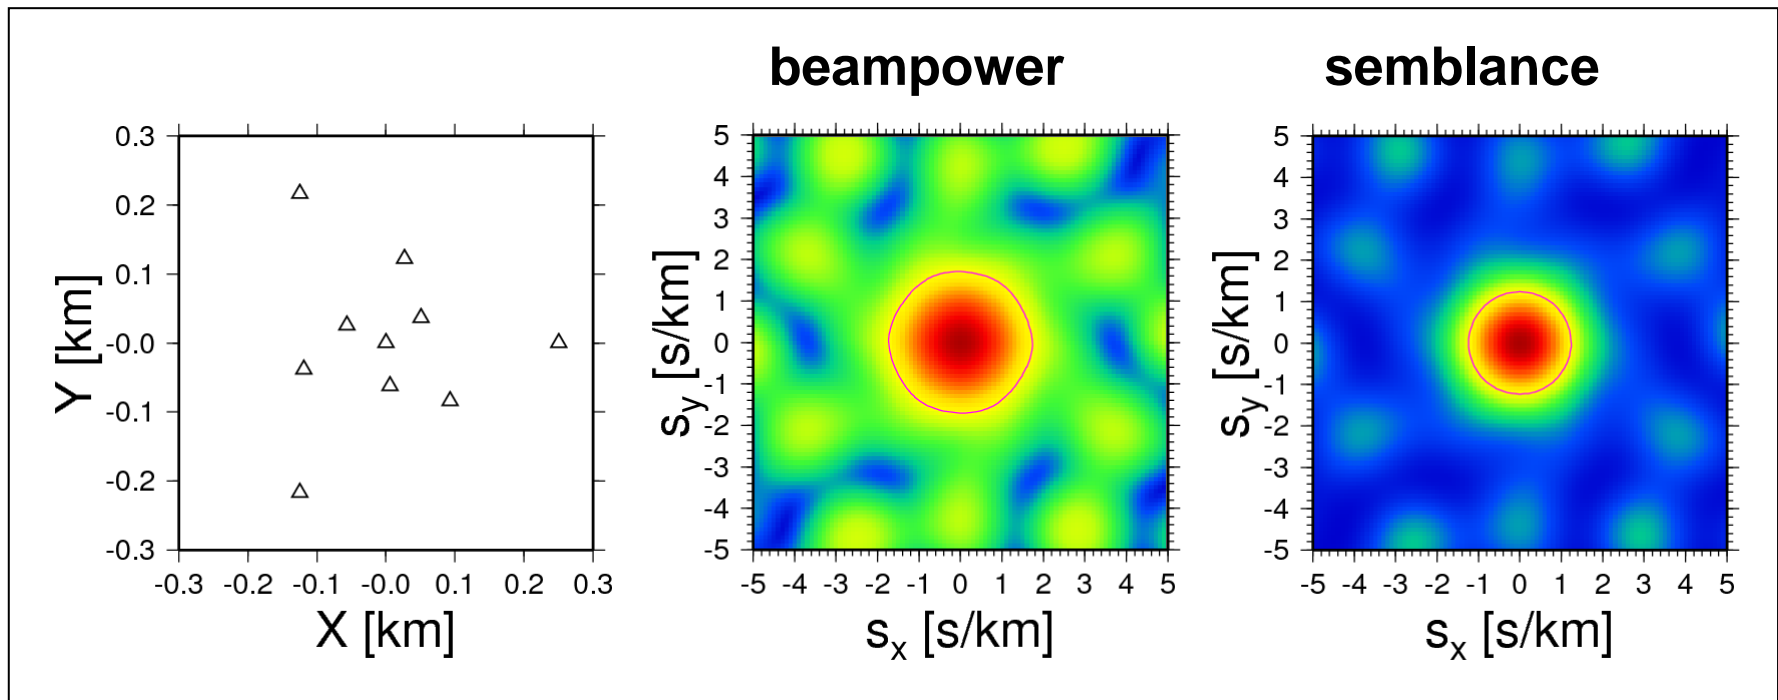 beampower semblance
0.3
0.2
0.1
-0.0
-0.1
-0.2
-0.3
Y [km]
-0.3 -0.2 -0.1 -0.0 0.1 0.2 0.3
X [km]
5
4
3
2
1
0
-1
-2
-3
-4
-5
sy [s/km]
-5 -4 -3 -2 -1 0 1 2 3 4 5
sx [s/km]
5
4
3
2
1
0
-1
-2
-3
-4
-5
sy [s/km]
-5 -4 -3 -2 -1 0 1 2 3 4 5
sx [s/km]